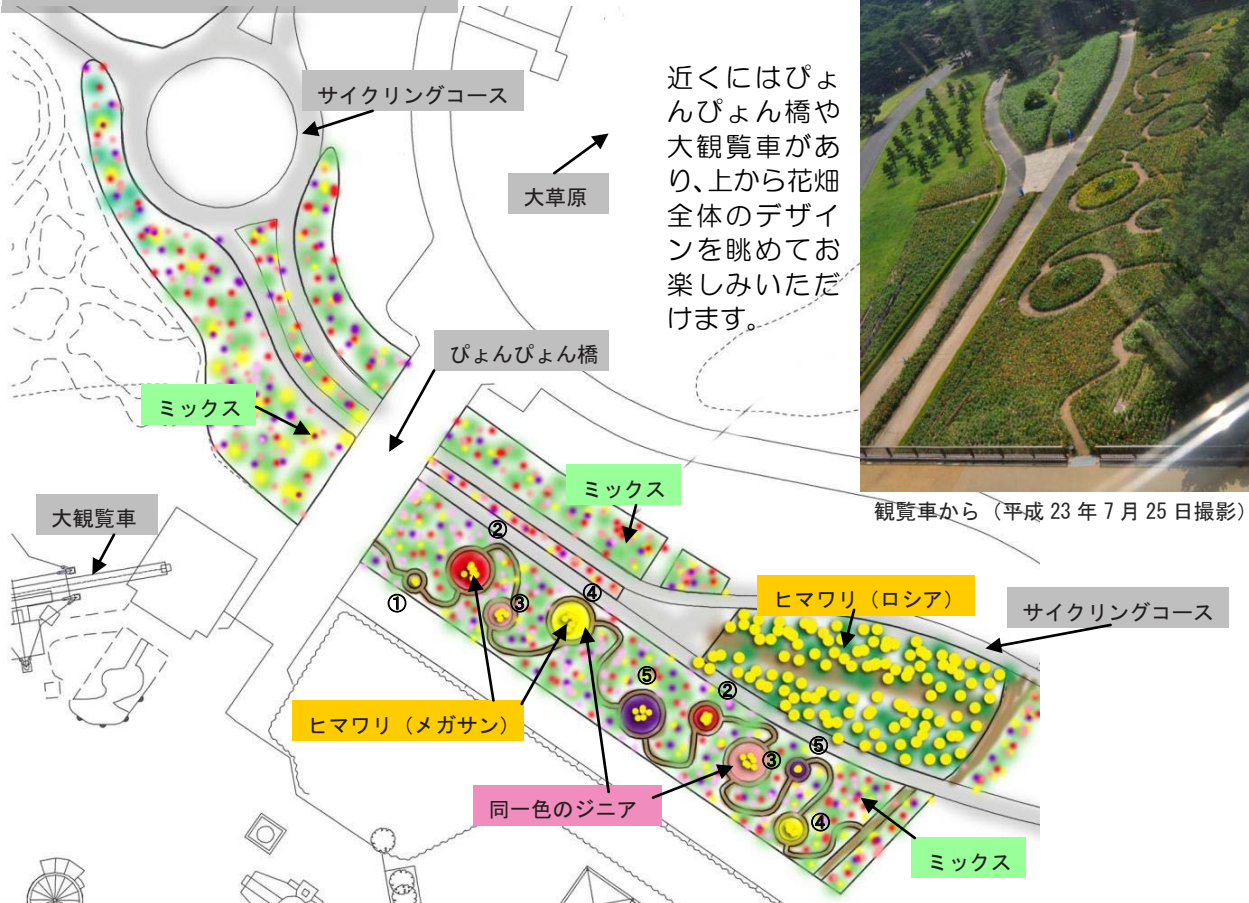 サイクリングコース
大草原
近くにはぴょ
んぴょん橋や
大観覧車があ
り、上から花畑
全体のデザイ
ンを眺めてお
楽しみいただ
けます。
ぴょんぴょん橋
ミックス
大観覧車
ミックス
観覧車から（平成 23 年 7 月 25 日撮影）
②
①
③
④
ヒマワリ（ロシア）
サイクリングコース
⑤
②
ヒマワリ（メガサン）
③
⑤
同一色のジニア
④
ミックス